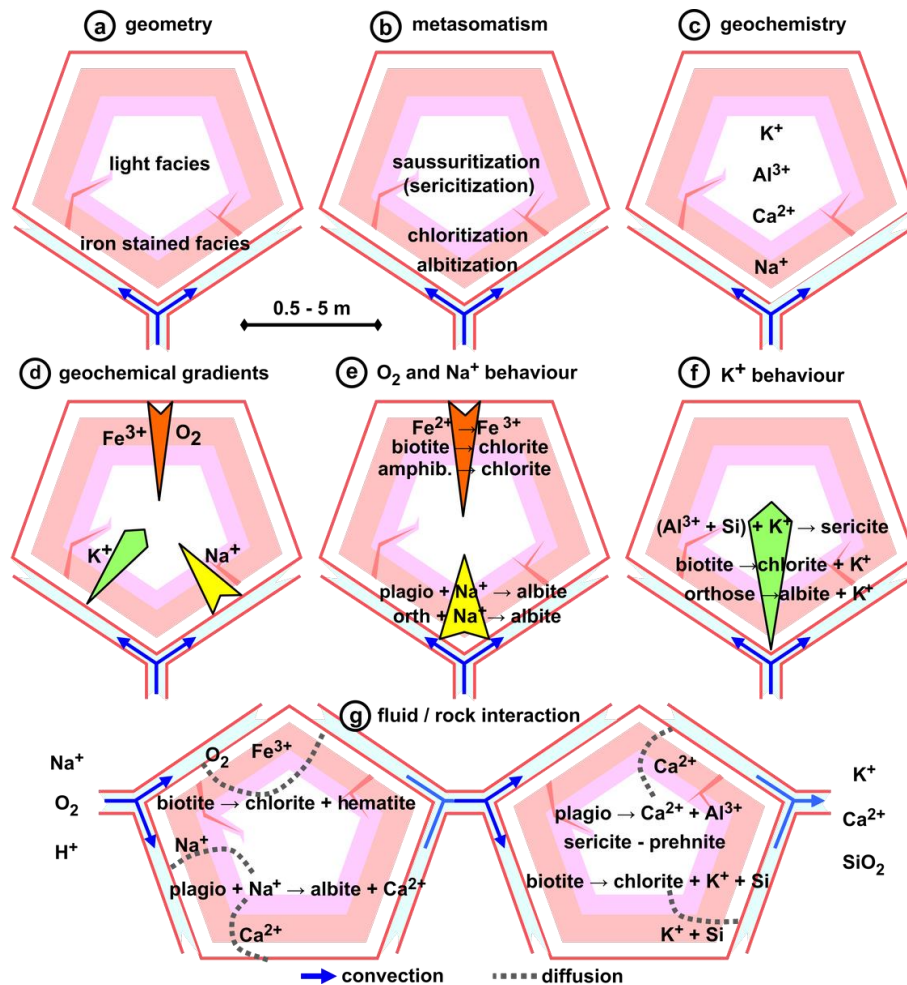 a geometry
light facies
iron stained facies
b metasomatism
saussuritization
(sericitization)
chloritization
albitization
c geochemistry
K+
Al3+
Ca2+
Na+
0.5 - 5 m
d geochemical gradients
Fe3+ O2
K+
Na+
e O2 and Na+ behaviour
Fe2+ → Fe3+
biotite → chlorite
amphib. → chlorite
plagio + Na+ → albite
orth + Na+ → albite
f K+ behaviour
(Al3+ + Si) + K+ → sericite
biotite → chlorite + K+
orthose → albite + K+
g fluid / rock interaction
Na+
O2
H+
O2 Fe3+
biotite → chlorite + hematite
Na+
plagio + Na+ → albite + Ca2+
Ca2+
Ca2+
plagio → Ca2+ + Al3+
sericite - prehnite
biotite → chlorite + K+ + Si
K+ + Si
K+
Ca2+
SiO2
convection
diffusion